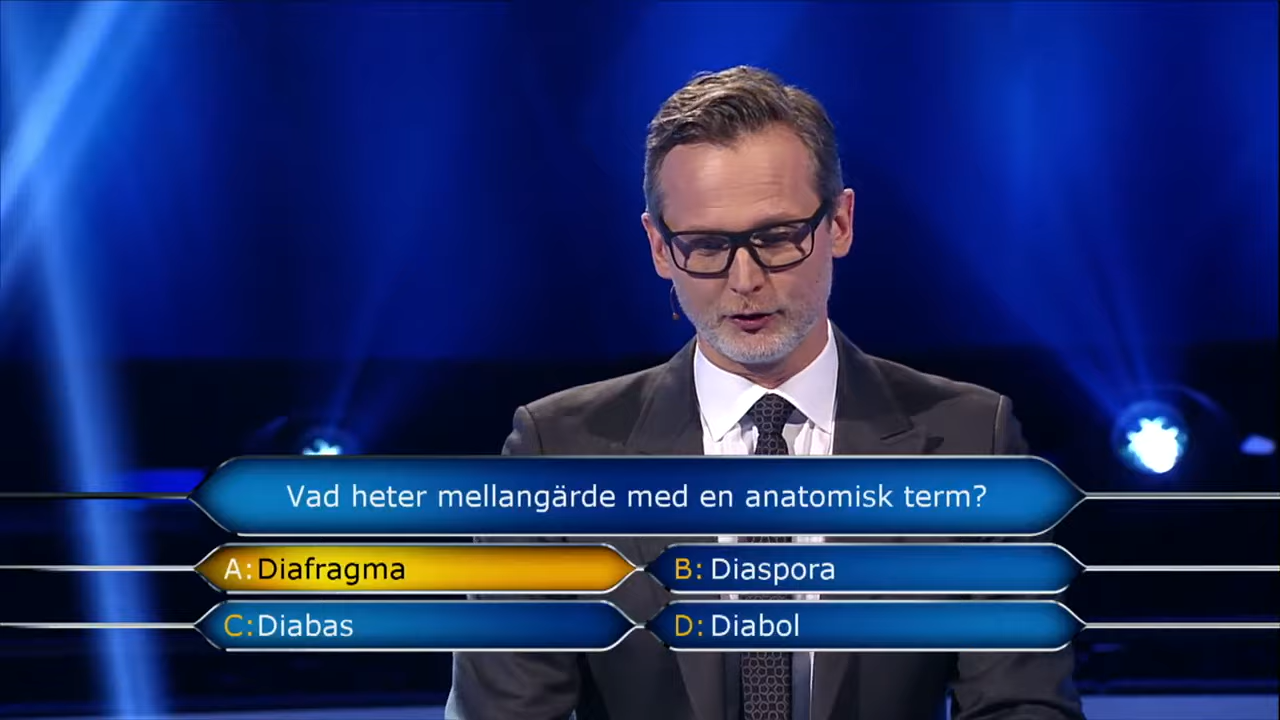 Vad heter mellangärde med en anatomisk term?
A: Diafragma
B: Diaspora
C: Diabas
D: Diabol